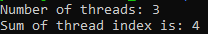 Number of threads: 3
Sum of thread index is: 4